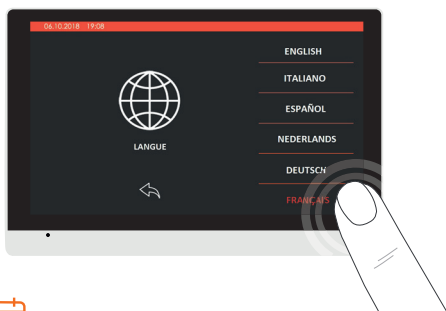 06.10.2018 19:08
LANGUE
ENGLISH
ITALIANO
ESPAÑOL
NEDERLANDS
DEUTSCH
FRANÇAIS